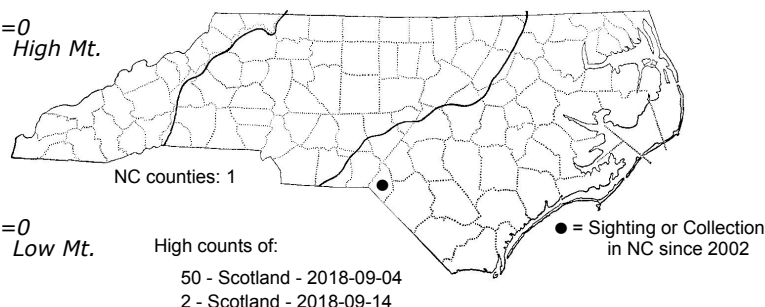 =0
High Mt.
NC counties: 1
=0
Low Mt.
High counts of:
50 - Scotland - 2018-09-04
2 - Scotland - 2018-09-14
● = Sighting or Collection
in NC since 2002